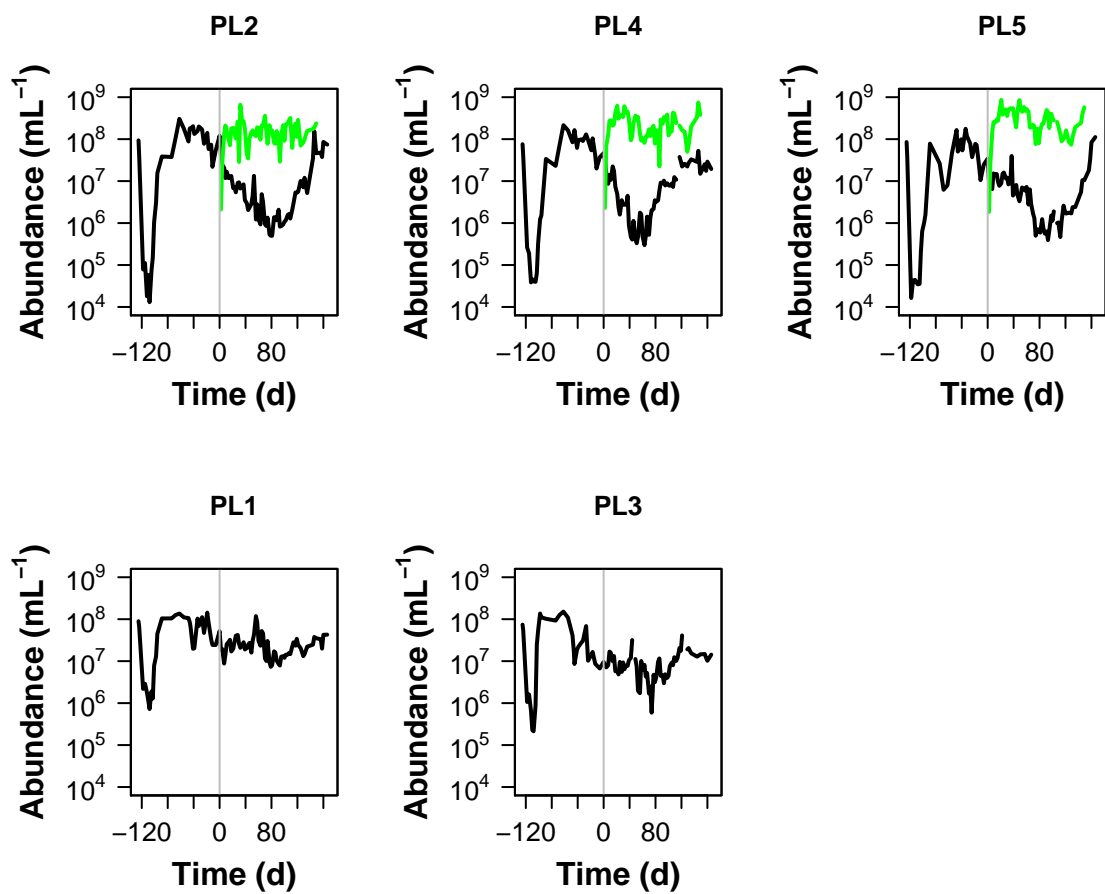 PL2 PL4 PL5
Abundance (mL⁻¹) Abundance (mL⁻¹) Abundance (mL⁻¹)
10⁹ 10⁹ 10⁹
10⁸ 10⁸ 10⁸
10⁷ 10⁷ 10⁷
10⁶ 10⁶ 10⁶
10⁵ 10⁵ 10⁵
10⁴ 10⁴ 10⁴
−120 0 80 −120 0 80 −120 0 80
Time (d) Time (d) Time (d)
PL1 PL3
Abundance (mL⁻¹) Abundance (mL⁻¹)
10⁹ 10⁹
10⁸ 10⁸
10⁷ 10⁷
10⁶ 10⁶
10⁵ 10⁵
10⁴ 10⁴
−120 0 80 −120 0 80
Time (d) Time (d)